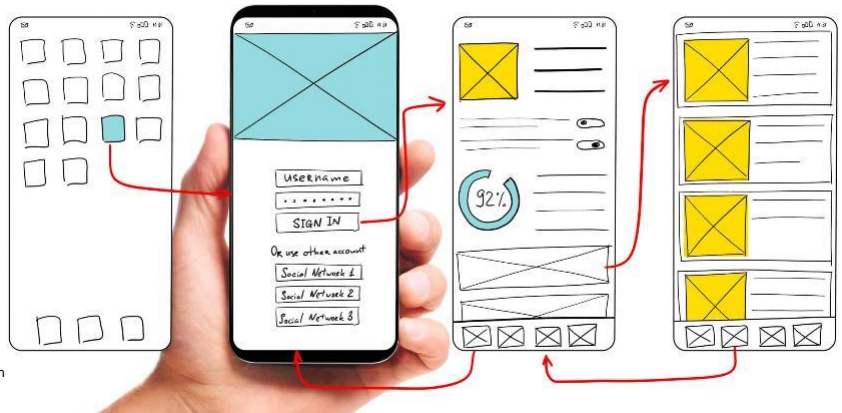 USERNAME
SIGN IN
Or use other account
Social Network 1
Social Network 2
Social Network 3
92%
n